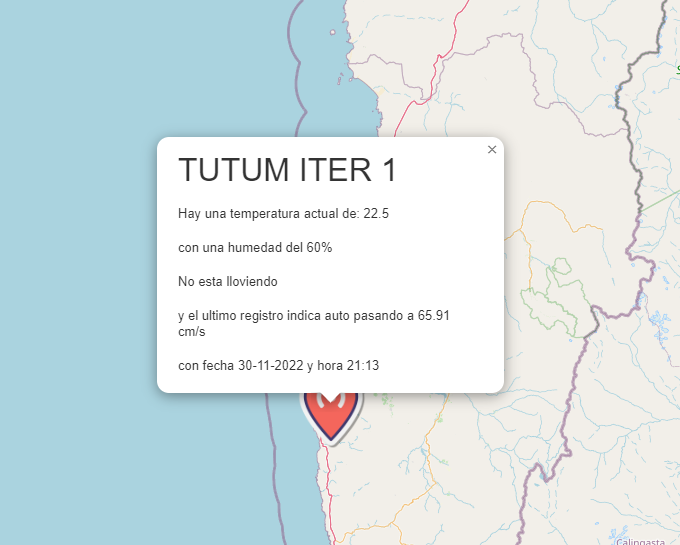 ×
TUTUM ITER 1
Hay una temperatura actual de: 22.5
con una humedad del 60%
No esta lloviendo
y el ultimo registro indica auto pasando a 65.91
cm/s
con fecha 30-11-2022 y hora 21:13
Calingasta